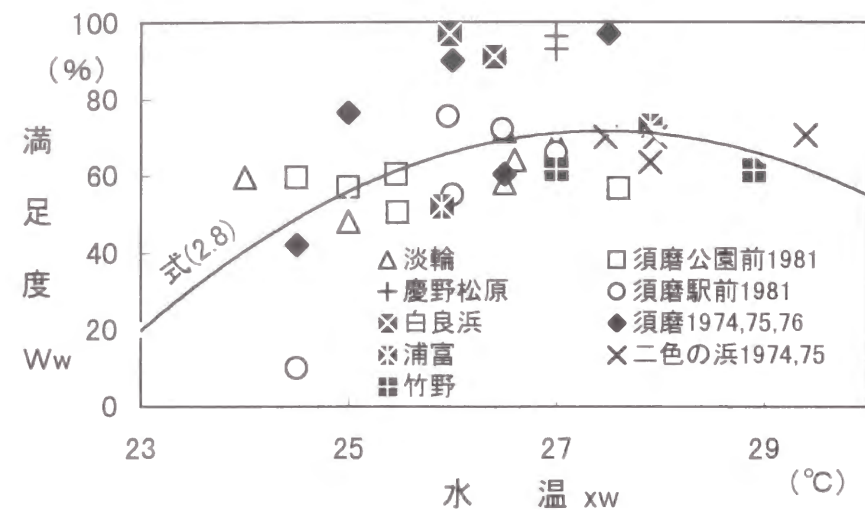 100
(%)
80
満
足
60
度
40
Ww
20
0
式(2.8)
淡輪
慶野松原
白良浜
浦富
竹野
須磨公園前1981
須磨駅前1981
須磨1974,75,76
二色の浜1974,75
23 25 27 29
水 温 xw (℃)